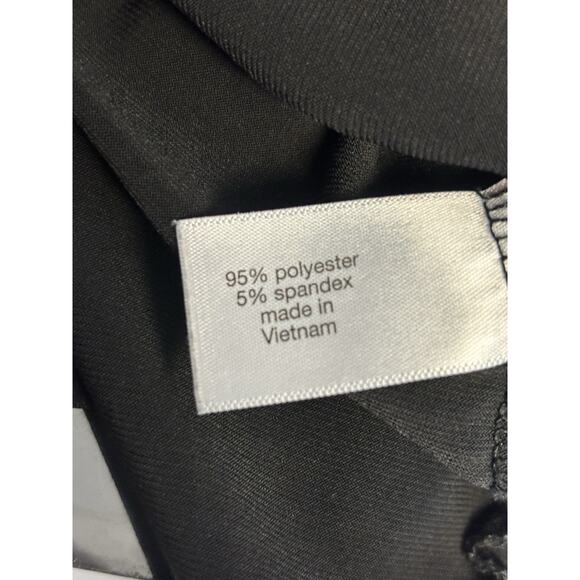 95% polyester
5% spandex
made in
Vietnam